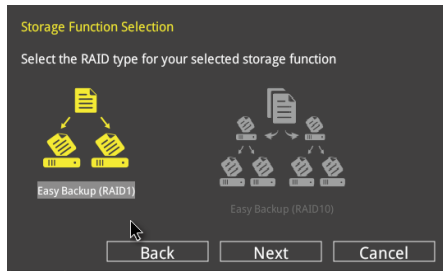 Storage Function Selection
Select the RAID type for your selected storage function
Easy Backup (RAID1)
Easy Backup (RAID10)
Back
Next
Cancel